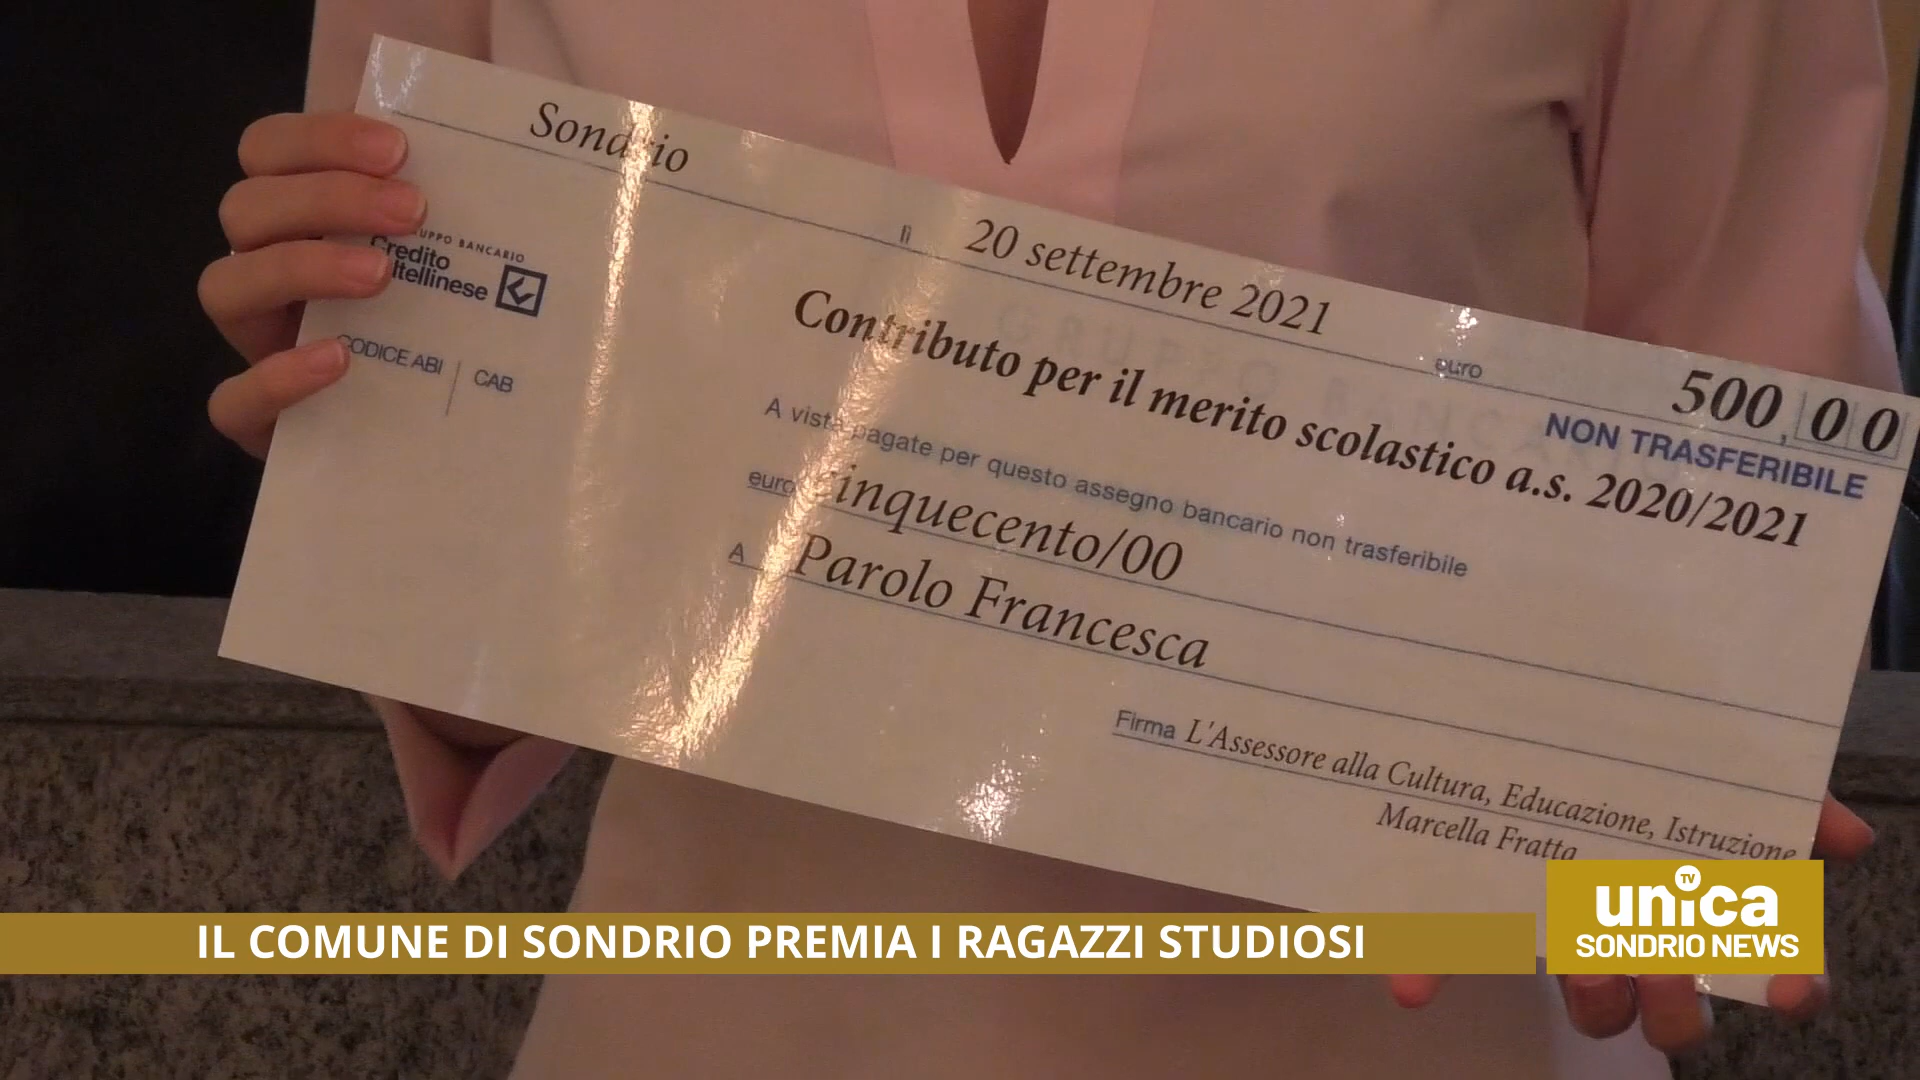 Sondrio
lì 20 settembre 2021
euro 500,00
GRUPPO BANCARIO
Credito
ltellinese
NON TRASFERIBILE
Contributo per il merito scolastico a.s. 2020/2021
CODICE ABI CAB
A vista pagate per questo assegno bancario non trasferibile
euro cinquecento/00
A Parolo Francesca
Firma L'Assessore alla Cultura, Educazione, Istruzione
Marcella Fratta
IL COMUNE DI SONDRIO PREMIA I RAGAZZI STUDIOSI
unica TV
SONDRIO NEWS